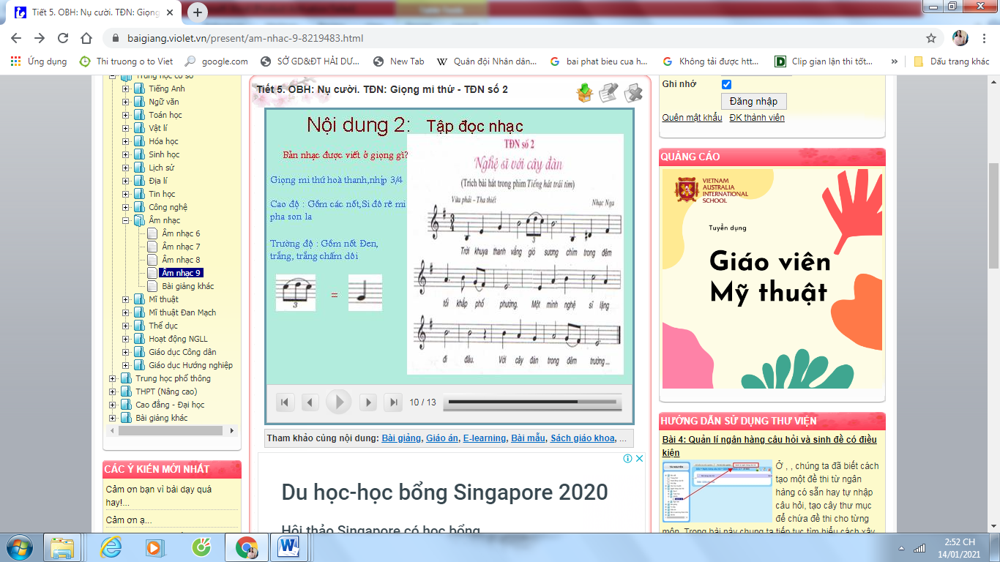 Tiết 5. OBH: Nụ cười. TĐN: Giọng
baigiang.violet.vn/present/am-nhac-9-8219483.html
Ứng dụng
Thi truong o to Viet
google.com
SỞ GD&ĐT HẢI DƯ...
New Tab
Quân đội Nhân dân...
bai phat bieu cua h...
Không tải được htt...
Clip gian lận thi tốt...
»
Dấu trang khác
Trung học cơ sở
Tiếng Anh
Ngữ văn
Toán học
Vật lí
Hóa học
Sinh học
Lịch sử
Địa lí
Tin học
Công nghệ
Âm nhạc
Âm nhạc 6
Âm nhạc 7
Âm nhạc 8
Âm nhạc 9
Bài giảng khác
Mĩ thuật
Mĩ thuật Đan Mạch
Thể dục
Hoạt động NGLL
Giáo dục Công dân
Giáo dục Hướng nghiệp
Trung học phổ thông
THPT (Nâng cao)
Cao đẳng - Đại học
Bài giảng khác
CÁC Ý KIẾN MỚI NHẤT
Cảm ơn bạn vì bài dạy quá
hay!...
Cảm ơn ạ...
Tiết 5. OBH: Nụ cười. TĐN: Giọng mi thứ - TĐN số 2
Nội dung 2: Tập đọc nhạc
Bản nhạc được viết ở giọng gì?
Giọng mi thứ hoà thanh,nhịp 3/4
Cao độ : Gồm các nốt,Si đô rê mi
pha son la
Trường độ : Gồm nốt Đen,
trắng, trắng chấm dôi
3
=
TĐN số 2
Nghệ sĩ với cây đàn
(Trích bài hát trong phim Tiếng hát trái tim)
Vừa phải – Tha thiết
Nhạc Nga
3
4
3
Trời khuya thanh vắng gió sương chìm trong đêm
tối khắp phố phường. Một mình nghệ sĩ lặng
đi đâu. Với cây đàn trong đêm trường...
10 / 13
Tham khảo cùng nội dung: Bài giảng, Giáo án, E-learning, Bài mẫu, Sách giáo khoa, ...
Du học-học bổng Singapore 2020
Hội thảo Singapore có học bổng
Ghi nhớ
Đăng nhập
Quên mật khẩu ĐK thành viên
QUẢNG CÁO
VIETNAM
AUSTRALIA
INTERNATIONAL
SCHOOL
Tuyển dụng
Giáo viên
Mỹ thuật
HƯỚNG DẪN SỬ DỤNG THƯ VIỆN
Bài 4: Quản lí ngân hàng câu hỏi và sinh đề có điều
kiện
Ở , , chúng ta đã biết cách
tạo một đề thi từ ngân
hàng có sẵn hay tự nhập
câu hỏi, tạo cây thư mục
để chứa đề thi cho từng
môn. Trong bài này chúng ta tiếp tục tìm hiểu cách xây
2:52 CH
14/01/2021